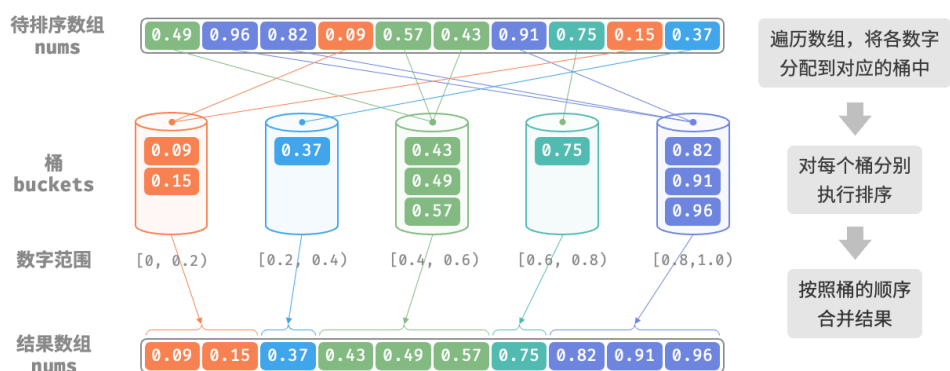 待排序数组
nums
0.49 0.96 0.82 0.09 0.57 0.43 0.91 0.75 0.15 0.37
遍历数组，将各数字
分配到对应的桶中
桶
buckets
0.09 0.37 0.43 0.75 0.82
0.15 0.49 0.91
0.57 0.96
对每个桶分别
执行排序
数字范围
[0, 0.2) [0.2, 0.4) [0.4, 0.6) [0.6, 0.8) [0.8,1.0)
按照桶的顺序
合并结果
结果数组
nums
0.09 0.15 0.37 0.43 0.49 0.57 0.75 0.82 0.91 0.96